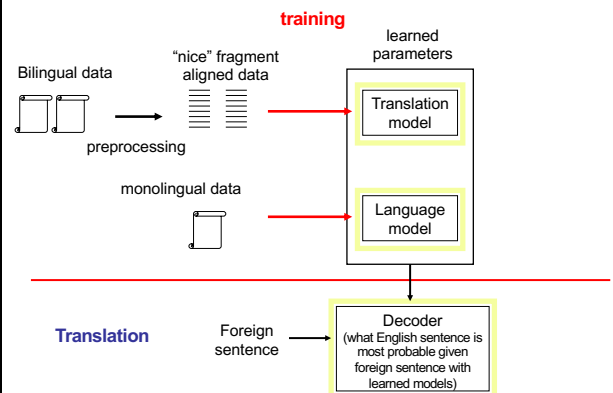 training
learned
parameters
"nice" fragment
aligned data
Bilingual data
preprocessing
Translation
model
monolingual data
Language
model
Translation
Foreign
sentence
Decoder
(what English sentence is
most probable given
foreign sentence with
learned models)